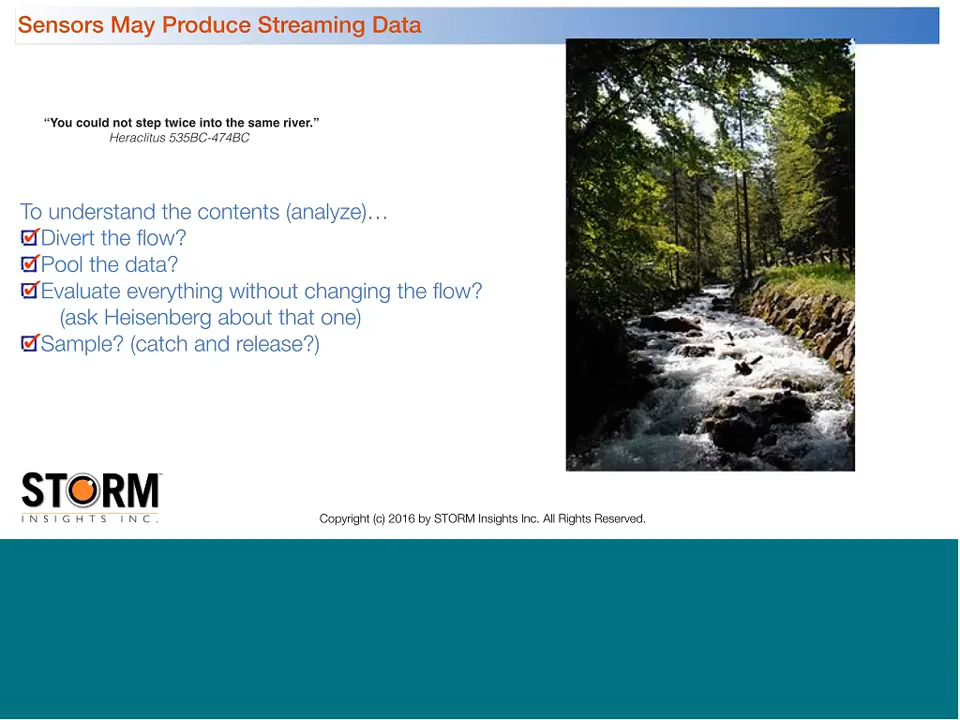 Sensors May Produce Streaming Data
“You could not step twice into the same river.”
Heraclitus 535BC-474BC
To understand the contents (analyze)…
Divert the flow?
Pool the data?
Evaluate everything without changing the flow?
(ask Heisenberg about that one)
Sample? (catch and release?)
STORM
INSIGHTS INC.
Copyright (c) 2016 by STORM Insights Inc. All Rights Reserved.